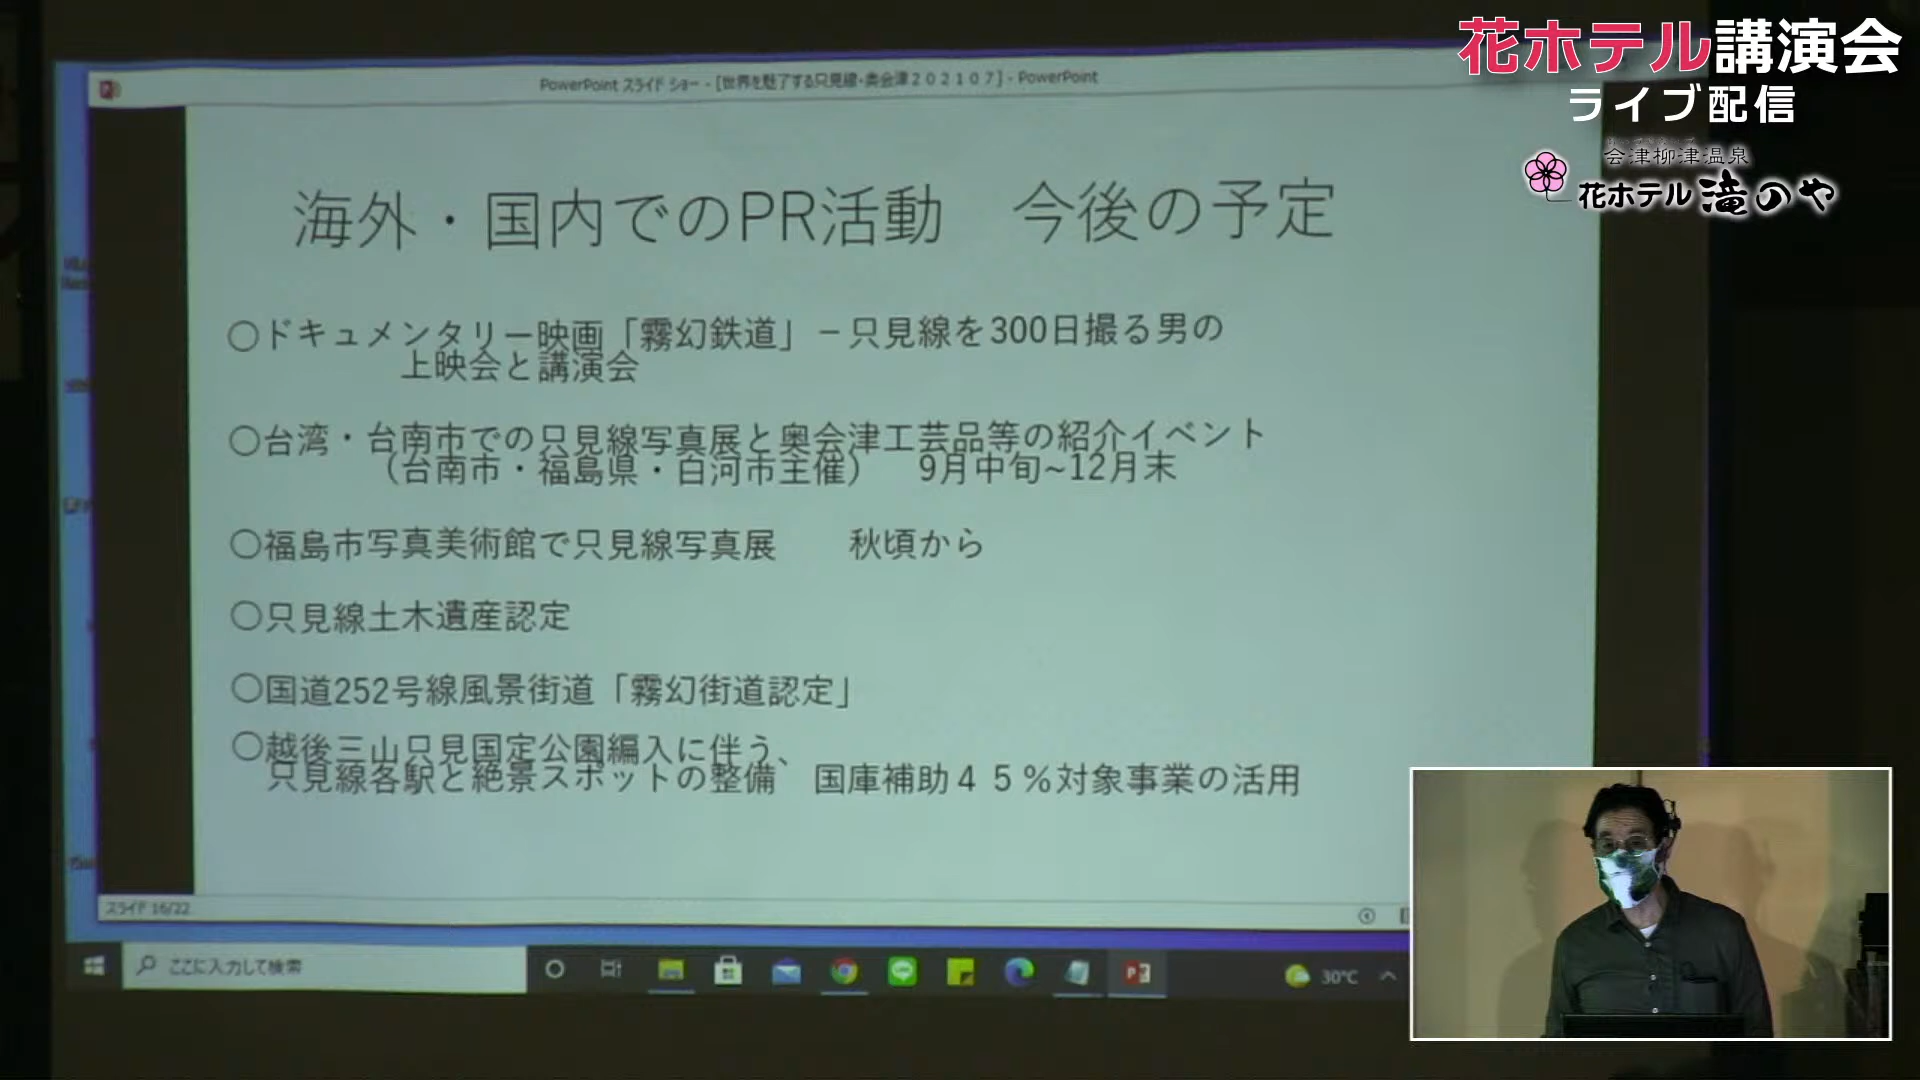 花ホテル講演会
ライブ配信
会津柳津温泉
花ホテル 滝のや
PowerPoint スライド ショー - [世界を魅了する只見線・奥会津２０２１０７] - PowerPoint
海外・国内でのPR活動　今後の予定
〇ドキュメンタリー映画「霧幻鉄道」－只見線を300日撮る男の
上映会と講演会
〇台湾・台南市での只見線写真展と奥会津工芸品等の紹介イベント
（台南市・福島県・白河市主催）　9月中旬~12月末
〇福島市写真美術館で只見線写真展　　秋頃から
〇只見線土木遺産認定
〇国道252号線風景街道「霧幻街道認定」
〇越後三山只見国定公園編入に伴う、
只見線各駅と絶景スポットの整備　国庫補助４５％対象事業の活用
スライド 16/22
ここに入力して検索
30°C